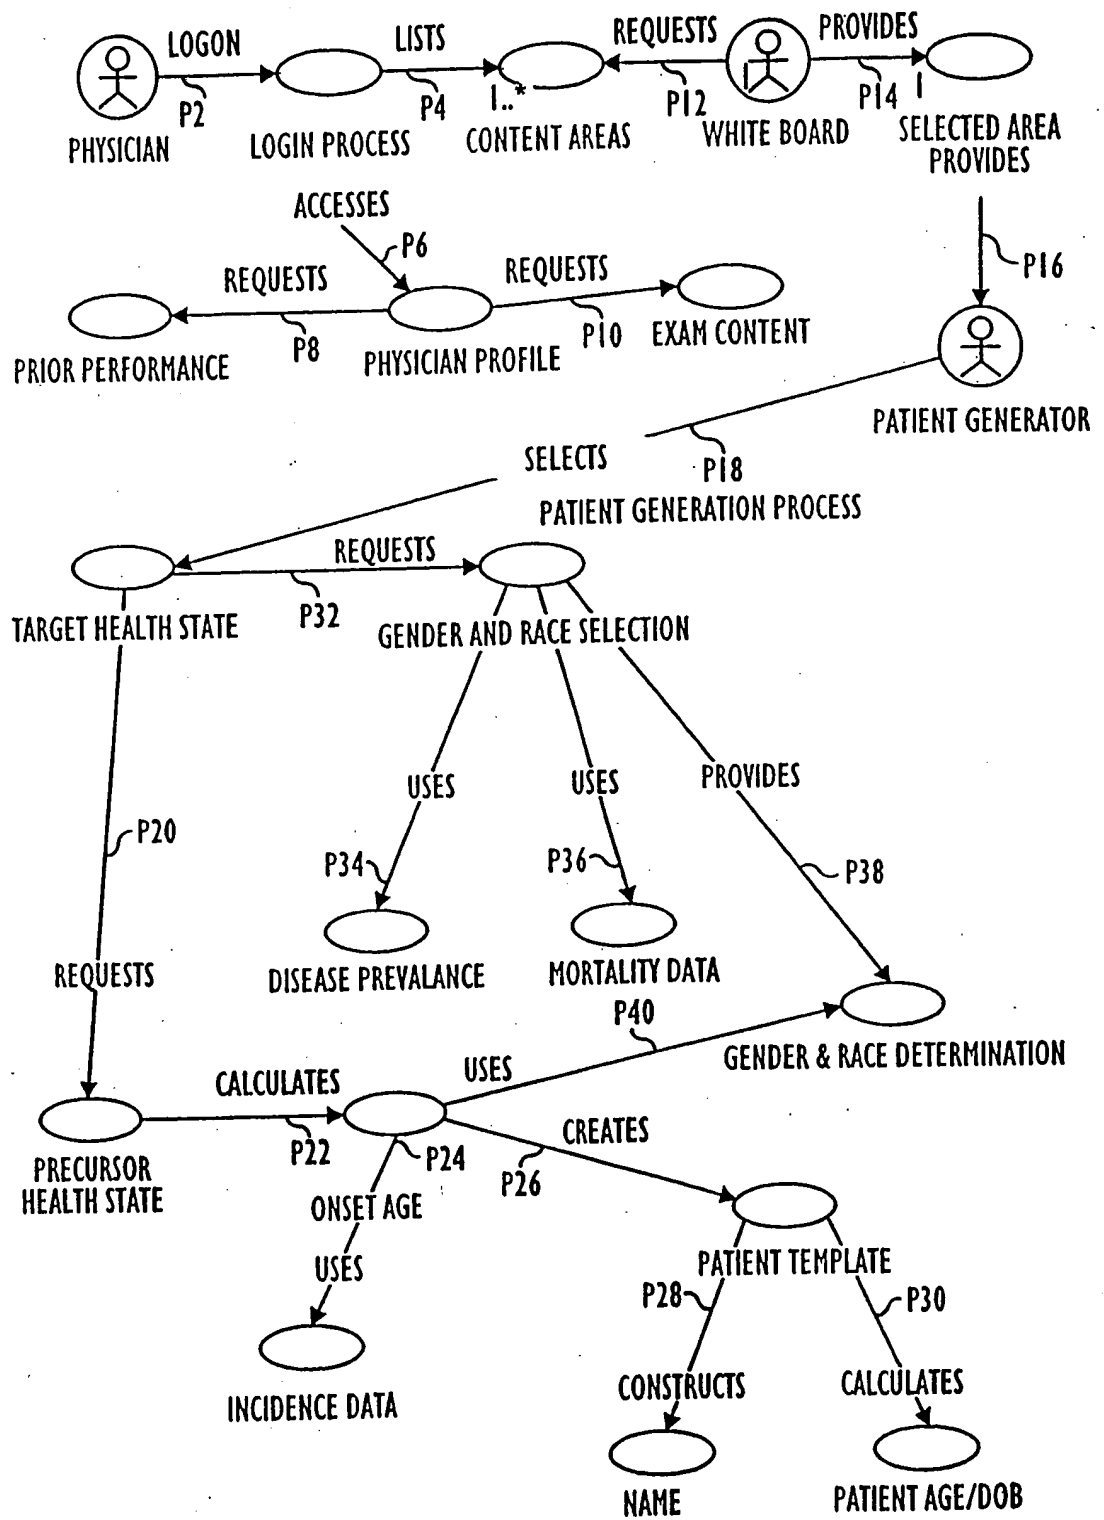 LOGON
LISTS
REQUESTS
PROVIDES
P2
P4
1..*
P12
P14
1
PHYSICIAN
LOGIN PROCESS
CONTENT AREAS
WHITE BOARD
SELECTED AREA
PROVIDES
ACCESSES
P6
P16
REQUESTS
REQUESTS
P8
P10
PRIOR PERFORMANCE
PHYSICIAN PROFILE
EXAM CONTENT
PATIENT GENERATOR
SELECTS
P18
PATIENT GENERATION PROCESS
REQUESTS
P32
TARGET HEALTH STATE
GENDER AND RACE SELECTION
USES
USES
PROVIDES
P20
P34
P36
P38
REQUESTS
DISEASE PREVALANCE
MORTALITY DATA
P40
GENDER & RACE DETERMINATION
CALCULATES
USES
P22
P24
CREATES
P26
PRECURSOR
HEALTH STATE
ONSET AGE
USES
PATIENT TEMPLATE
P28
P30
INCIDENCE DATA
CONSTRUCTS
CALCULATES
NAME
PATIENT AGE/DOB